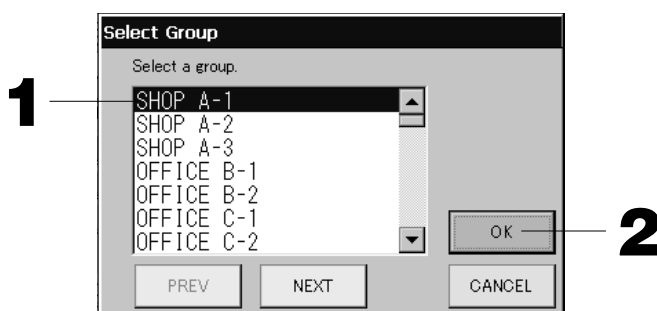 Select Group
Select a group.
1
SHOP A-1
SHOP A-2
SHOP A-3
OFFICE B-1
OFFICE B-2
OFFICE C-1
OFFICE C-2
OK
2
PREV
NEXT
CANCEL